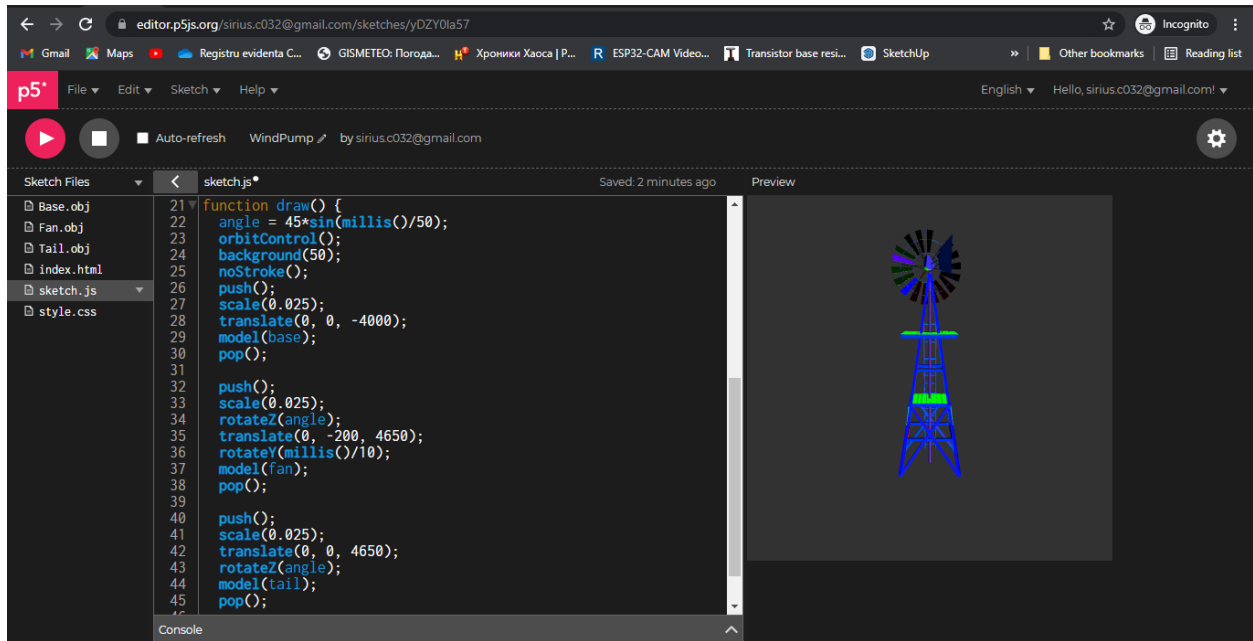 editor.p5js.org/sirius.c032@gmail.com/sketches/yDZY0la57
Incognito
Gmail Maps Registru evidenta C... GISMETEO: Погода... Хроники Хаоса | Р... R ESP32-CAM Video... Transistor base resi... SketchUp » Other bookmarks Reading list
p5* File Edit Sketch Help English Hello, sirius.c032@gmail.com!
Auto-refresh WindPump by sirius.c032@gmail.com
Sketch Files sketch.js Saved: 2 minutes ago Preview
Base.obj
Fan.obj
Tail.obj
index.html
sketch.js
style.css
21 function draw() {
22 angle = 45*sin(millis()/50);
23 orbitControl();
24 background(50);
25 noStroke();
26 push();
27 scale(0.025);
28 translate(0, 0, -4000);
29 model(base);
30 pop();
31
32 push();
33 scale(0.025);
34 rotateZ(angle);
35 translate(0, -200, 4650);
36 rotateY(millis()/10);
37 model(fan);
38 pop();
39
40 push();
41 scale(0.025);
42 translate(0, 0, 4650);
43 rotateZ(angle);
44 model(tail);
45 pop();
Console